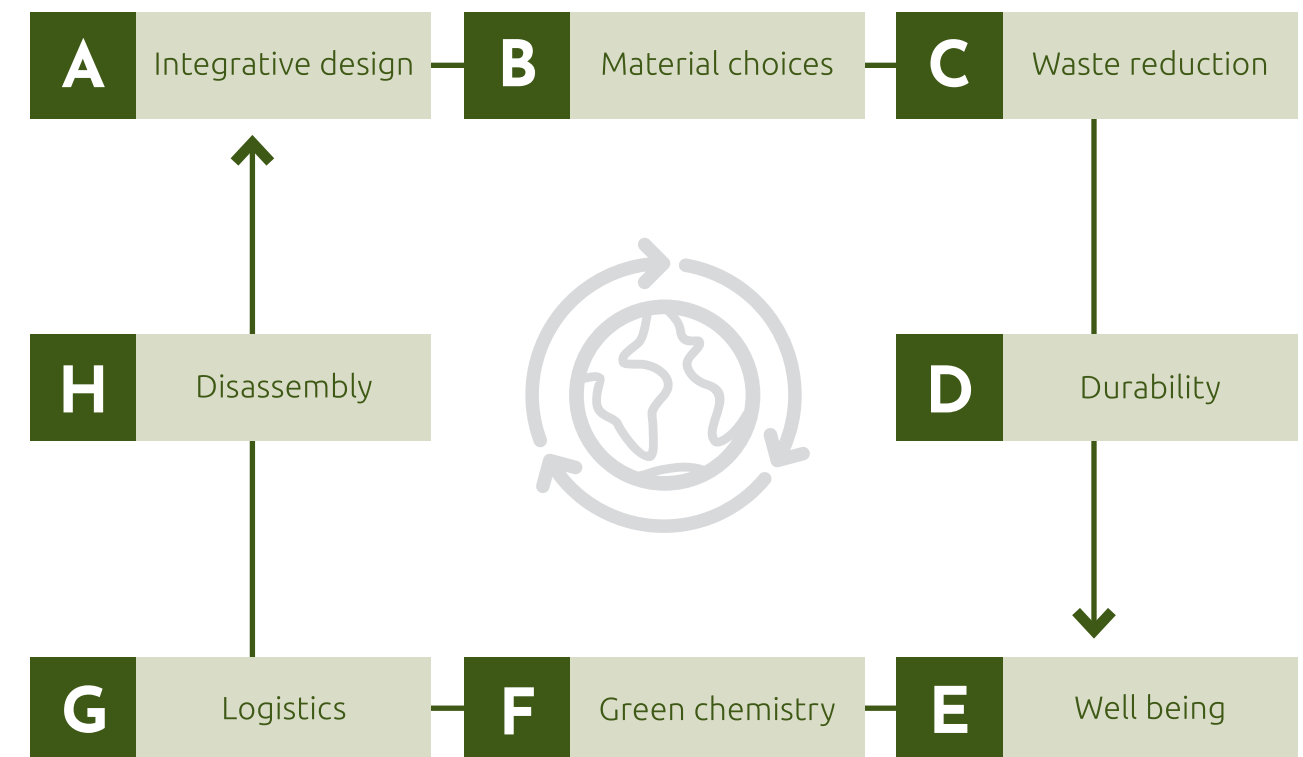 A Integrative design
B Material choices
C Waste reduction
H Disassembly
D Durability
G Logistics
F Green chemistry
E Well being